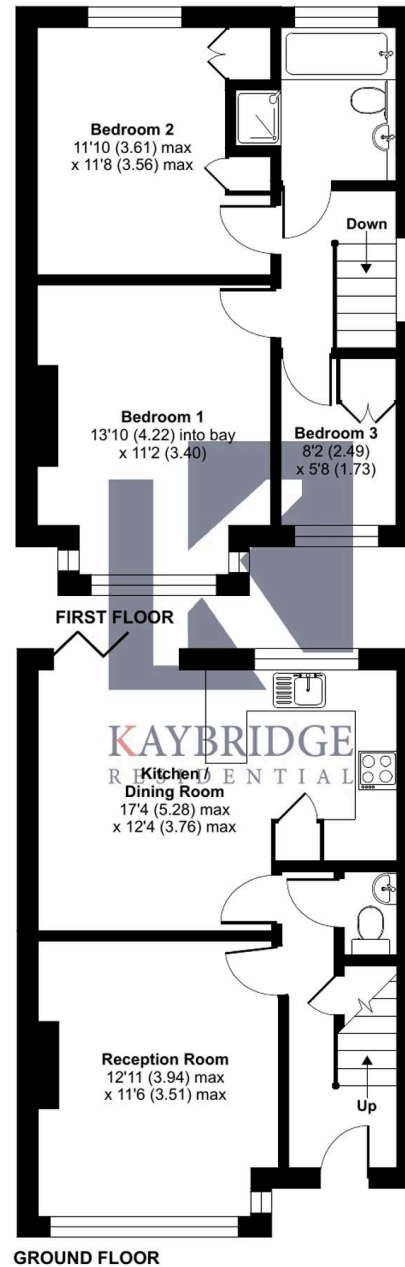 Bedroom 2
11'10 (3.61) max
x 11'8 (3.56) max
Down
Bedroom 1
13'10 (4.22) into bay
x 11'2 (3.40)
Bedroom 3
8'2 (2.49)
x 5'8 (1.73)
FIRST FLOOR
KAYBRIDGE
RESIDENTIAL
Kitchen /
Dining Room
17'4 (5.28) max
x 12'4 (3.76) max
Reception Room
12'11 (3.94) max
x 11'6 (3.51) max
Up
GROUND FLOOR